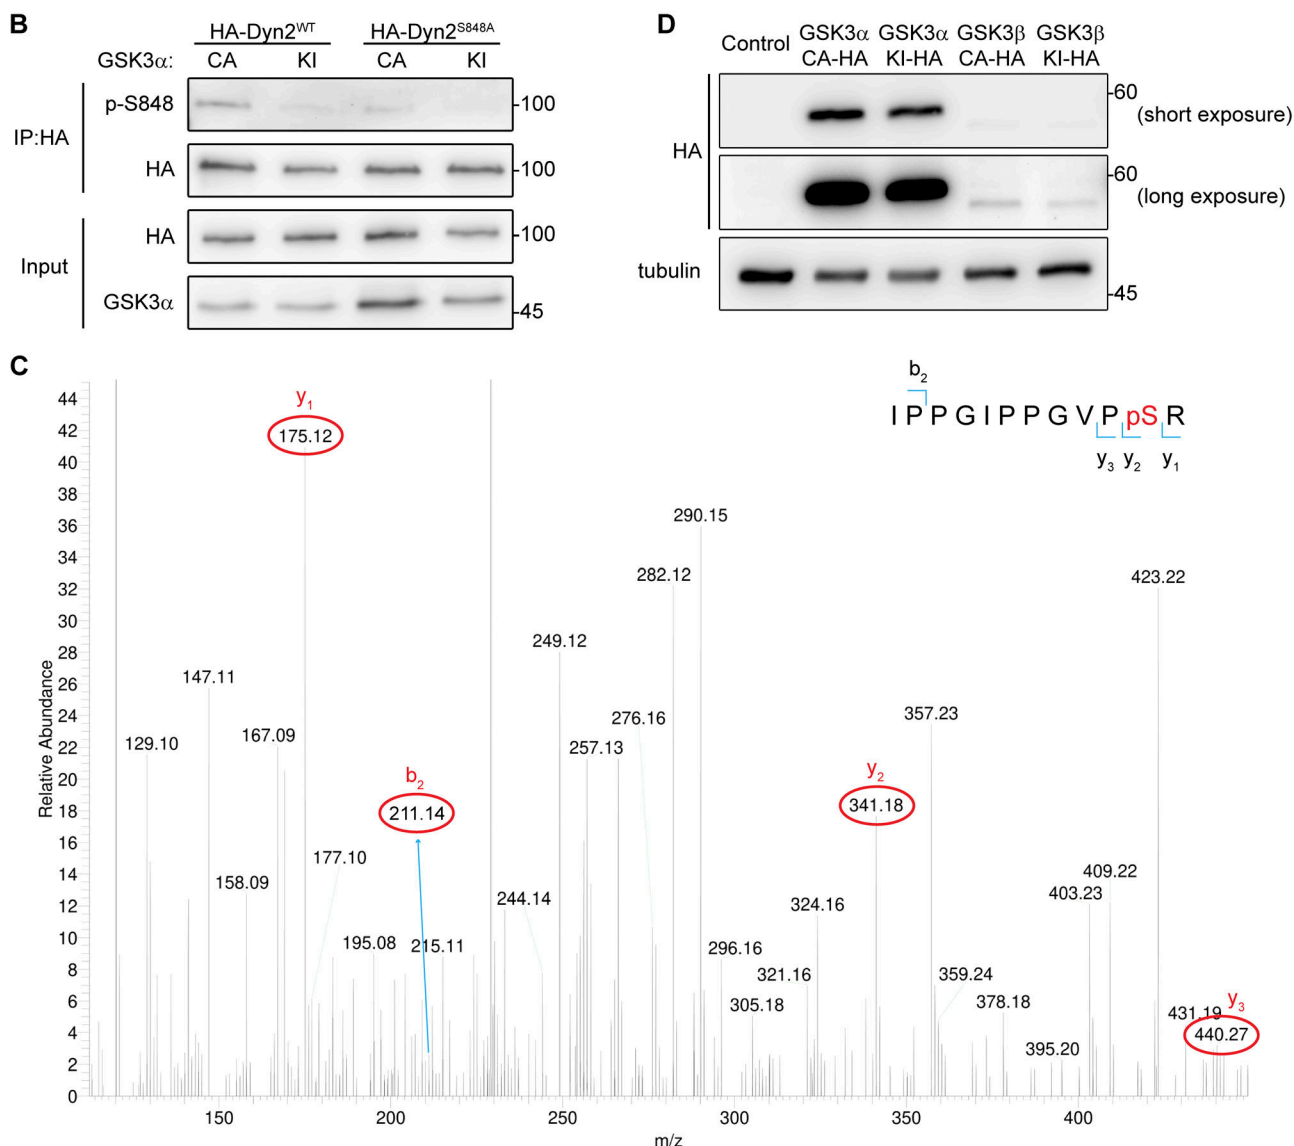 B
HA-Dyn2WT HA-Dyn2S848A
GSK3α: CA KI CA KI
p-S848 -100
IP:HA
HA -100
HA -100
Input
GSK3α -45
D
Control GSK3α GSK3α GSK3β GSK3β
CA-HA KI-HA CA-HA KI-HA
-60
(short exposure)
HA
-60
(long exposure)
tubulin
-45
C
b2
I P P G I P P G V P pS R
y3 y2 y1
Relative Abundance
44
42
40
38
36
34
32
30
28
26
24
22
20
18
16
14
12
10
8
6
4
2
0
y1
175.12
290.15
282.12
423.22
249.12
147.11
276.16
357.23
129.10
167.09
257.13
b2
211.14
y2
341.18
177.10
158.09
244.14
409.22
403.23
324.16
195.08
215.11
296.16
321.16
359.24
305.18
378.18
y3
431.19
440.27
395.20
150 200 250 300 350 400
m/z